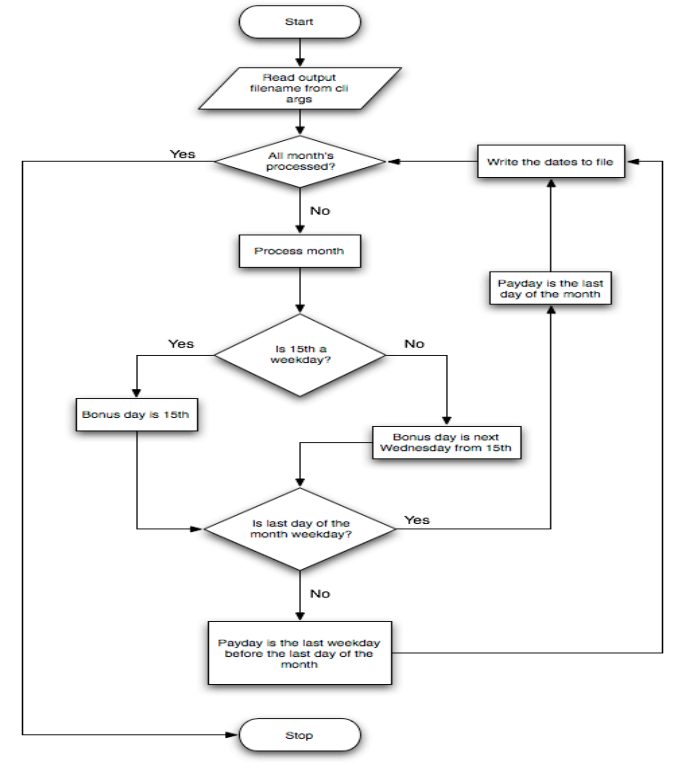 Start
Read output
filename from cli
args
Yes
All month's
processed?
Write the dates to file
No
Process month
Payday is the last
day of the month
Yes
Is 15th a
weekday?
No
Bonus day is 15th
Bonus day is next
Wednesday from 15th
Is last day of the
month weekday?
Yes
No
Payday is the last weekday
before the last day of the
month
Stop